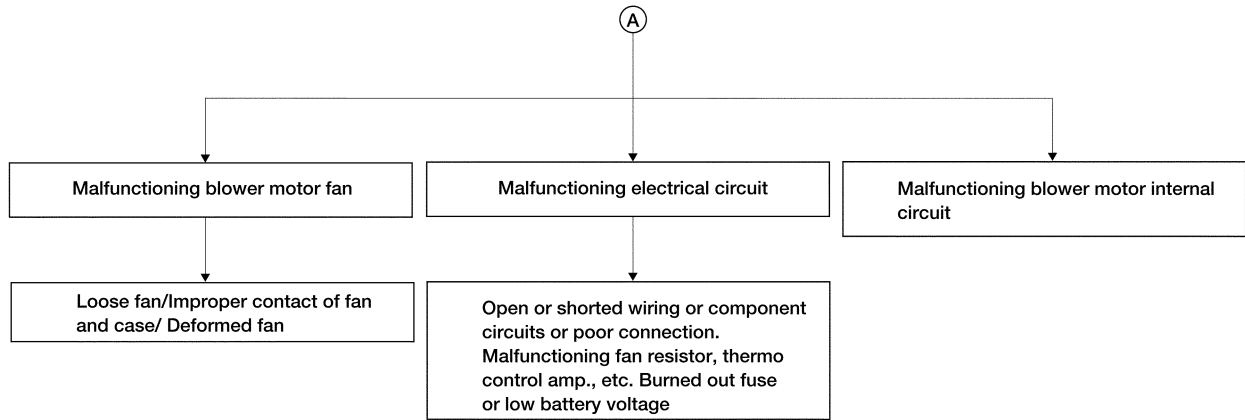 A
Malfunctioning blower motor fan
Malfunctioning electrical circuit
Malfunctioning blower motor internal
circuit
Loose fan/Improper contact of fan
and case/ Deformed fan
Open or shorted wiring or component
circuits or poor connection.
Malfunctioning fan resistor, thermo
control amp., etc. Burned out fuse
or low battery voltage